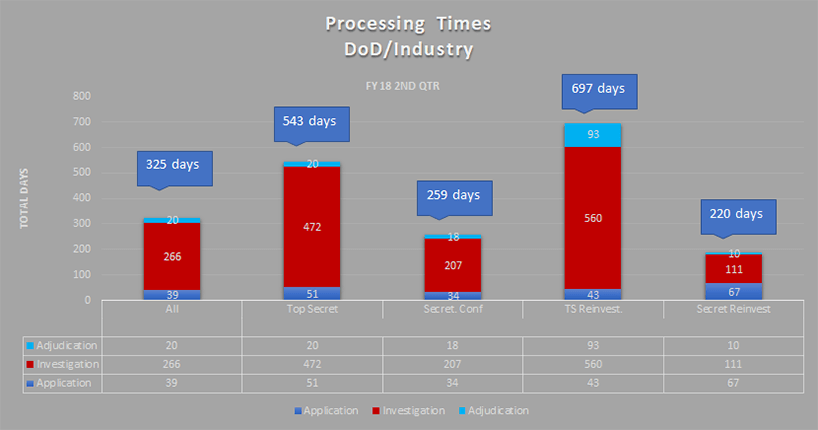 Processing Times
DoD/Industry
FY 18 2ND QTR
TOTAL DAYS
800
700
600
500
400
300
200
100
0
325 days
543 days
259 days
697 days
220 days
20
266
39
20
472
51
18
207
34
93
560
43
10
111
67
All Top Secret Secret. Conf TS Reinvest. Secret Reinvest
Adjudication 20 20 18 93 10
Investigation 266 472 207 560 111
Application 39 51 34 43 67
Application Investigation Adjudication